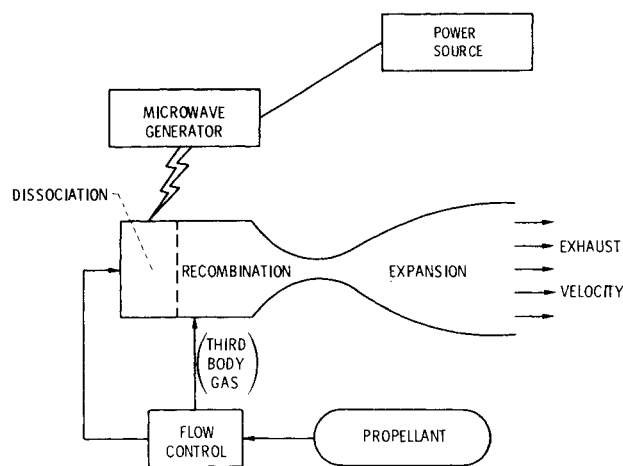 POWER
SOURCE
MICROWAVE
GENERATOR
DISSOCIATION
RECOMBINATION
EXPANSION
EXHAUST
VELOCITY
(THIRD
BODY
GAS)
FLOW
CONTROL
PROPELLANT